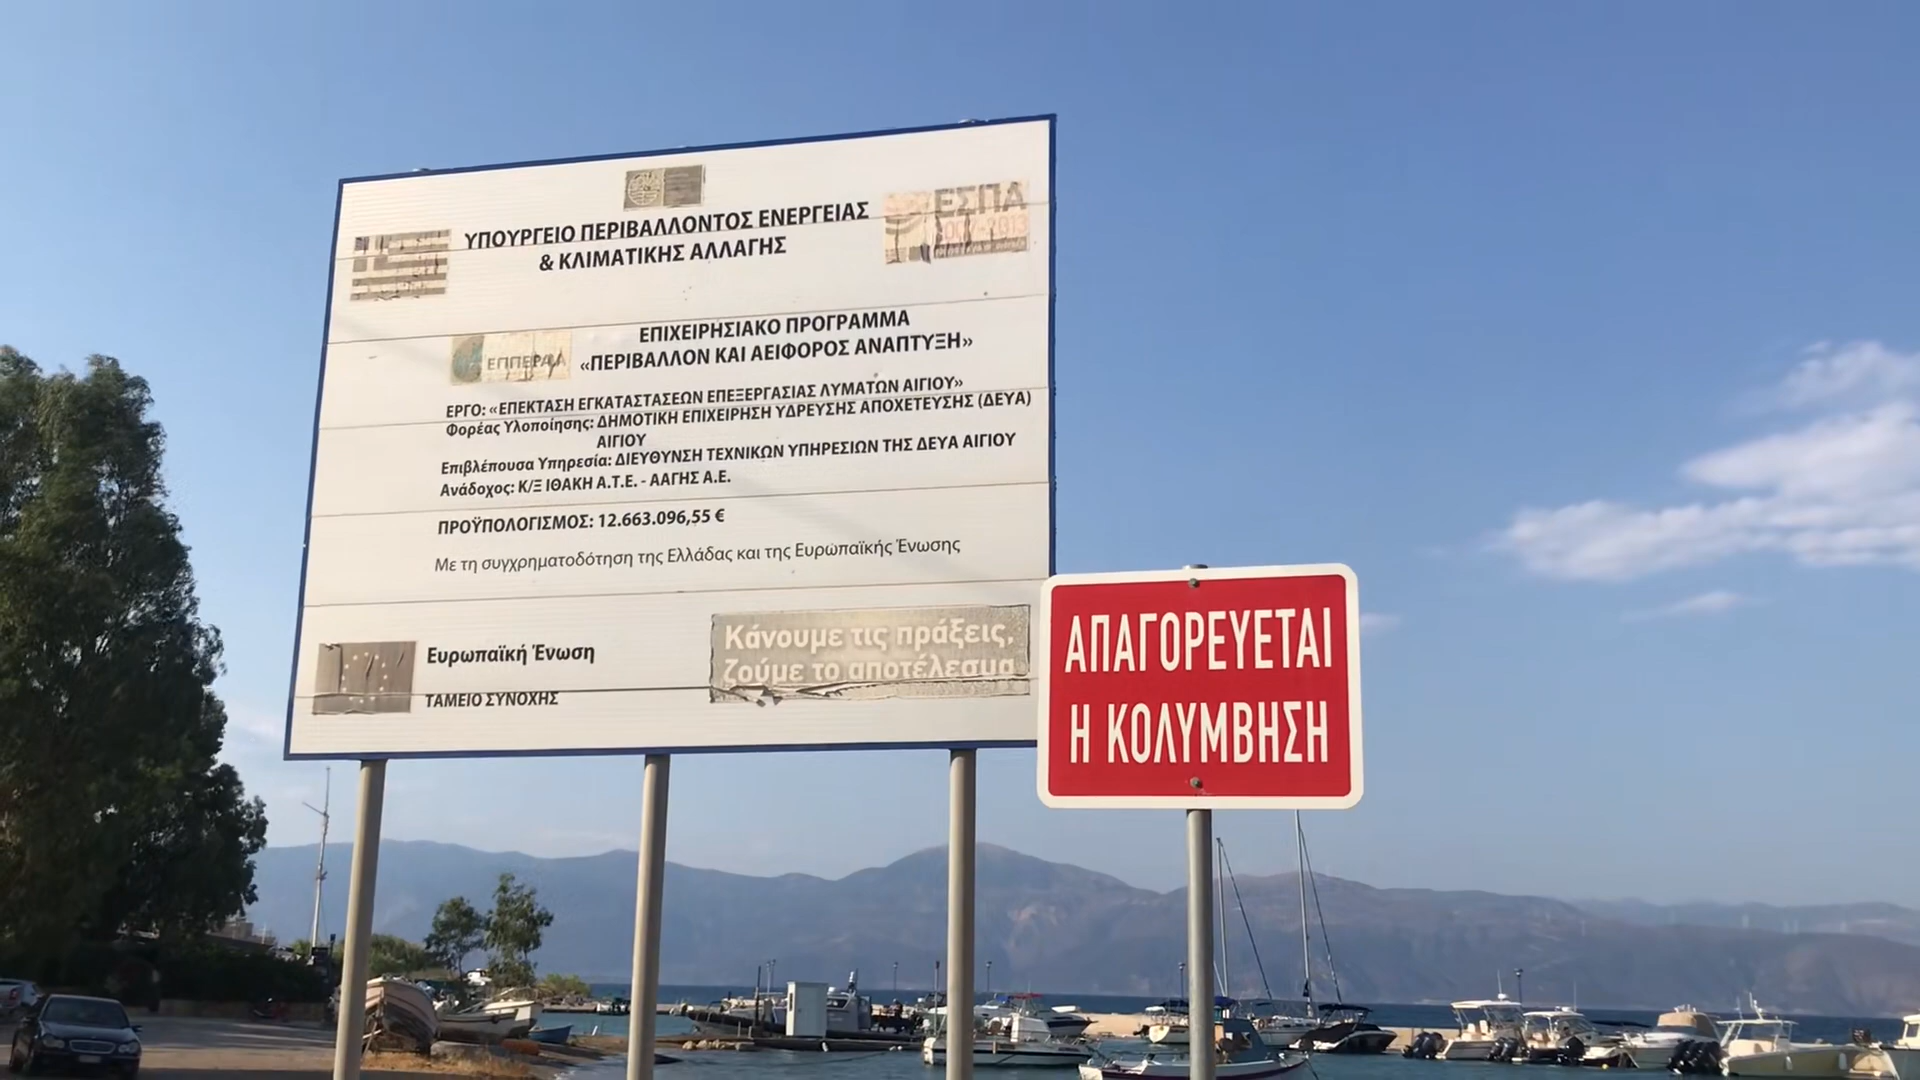 ΥΠΟΥΡΓΕΙΟ ΠΕΡΙΒΑΛΛΟΝΤΟΣ ΕΝΕΡΓΕΙΑΣ
& ΚΛΙΜΑΤΙΚΗΣ ΑΛΛΑΓΗΣ
ΕΣΠΑ
2007-2013
ΕΠΙΧΕΙΡΗΣΙΑΚΟ ΠΡΟΓΡΑΜΜΑ
ΕΠΠΕΡΑΑ
«ΠΕΡΙΒΑΛΛΟΝ ΚΑΙ ΑΕΙΦΟΡΟΣ ΑΝΑΠΤΥΞΗ»
ΕΡΓΟ: «ΕΠΕΚΤΑΣΗ ΕΓΚΑΤΑΣΤΑΣΕΩΝ ΕΠΕΞΕΡΓΑΣΙΑΣ ΛΥΜΑΤΩΝ ΑΙΓΙΟΥ»
Φορέας Υλοποίησης: ΔΗΜΟΤΙΚΗ ΕΠΙΧΕΙΡΗΣΗ ΥΔΡΕΥΣΗΣ ΑΠΟΧΕΤΕΥΣΗΣ (ΔΕΥΑ)
ΑΙΓΙΟΥ
Επιβλέπουσα Υπηρεσία: ΔΙΕΥΘΥΝΣΗ ΤΕΧΝΙΚΩΝ ΥΠΗΡΕΣΙΩΝ ΤΗΣ ΔΕΥΑ ΑΙΓΙΟΥ
Ανάδοχος: Κ/Ξ ΙΘΑΚΗ Α.Τ.Ε. - ΑΑΓΗΣ Α.Ε.
ΠΡΟΫΠΟΛΟΓΙΣΜΟΣ: 12.663.096,55 €
Με τη συγχρηματοδότηση της Ελλάδας και της Ευρωπαϊκής Ένωσης
Ευρωπαϊκή Ένωση
ΤΑΜΕΙΟ ΣΥΝΟΧΗΣ
Κάνουμε τις πράξεις,
ζούμε το αποτέλεσμα
ΑΠΑΓΟΡΕΥΕΤΑΙ
Η ΚΟΛΥΜΒΗΣΗ